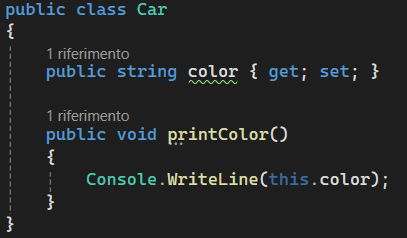 public class Car
{
1 riferimento
public string color { get; set; }
1 riferimento
public void printColor()
{
Console.WriteLine(this.color);
}
}